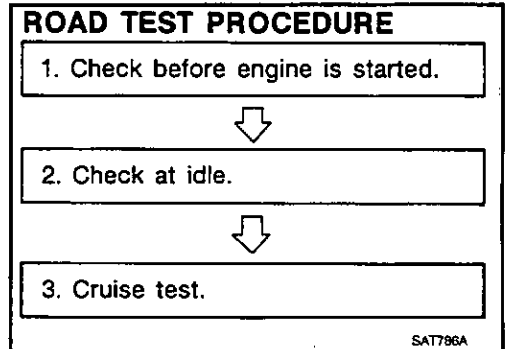 ROAD TEST PROCEDURE
1. Check before engine is started.
2. Check at idle.
3. Cruise test.
SAT786A